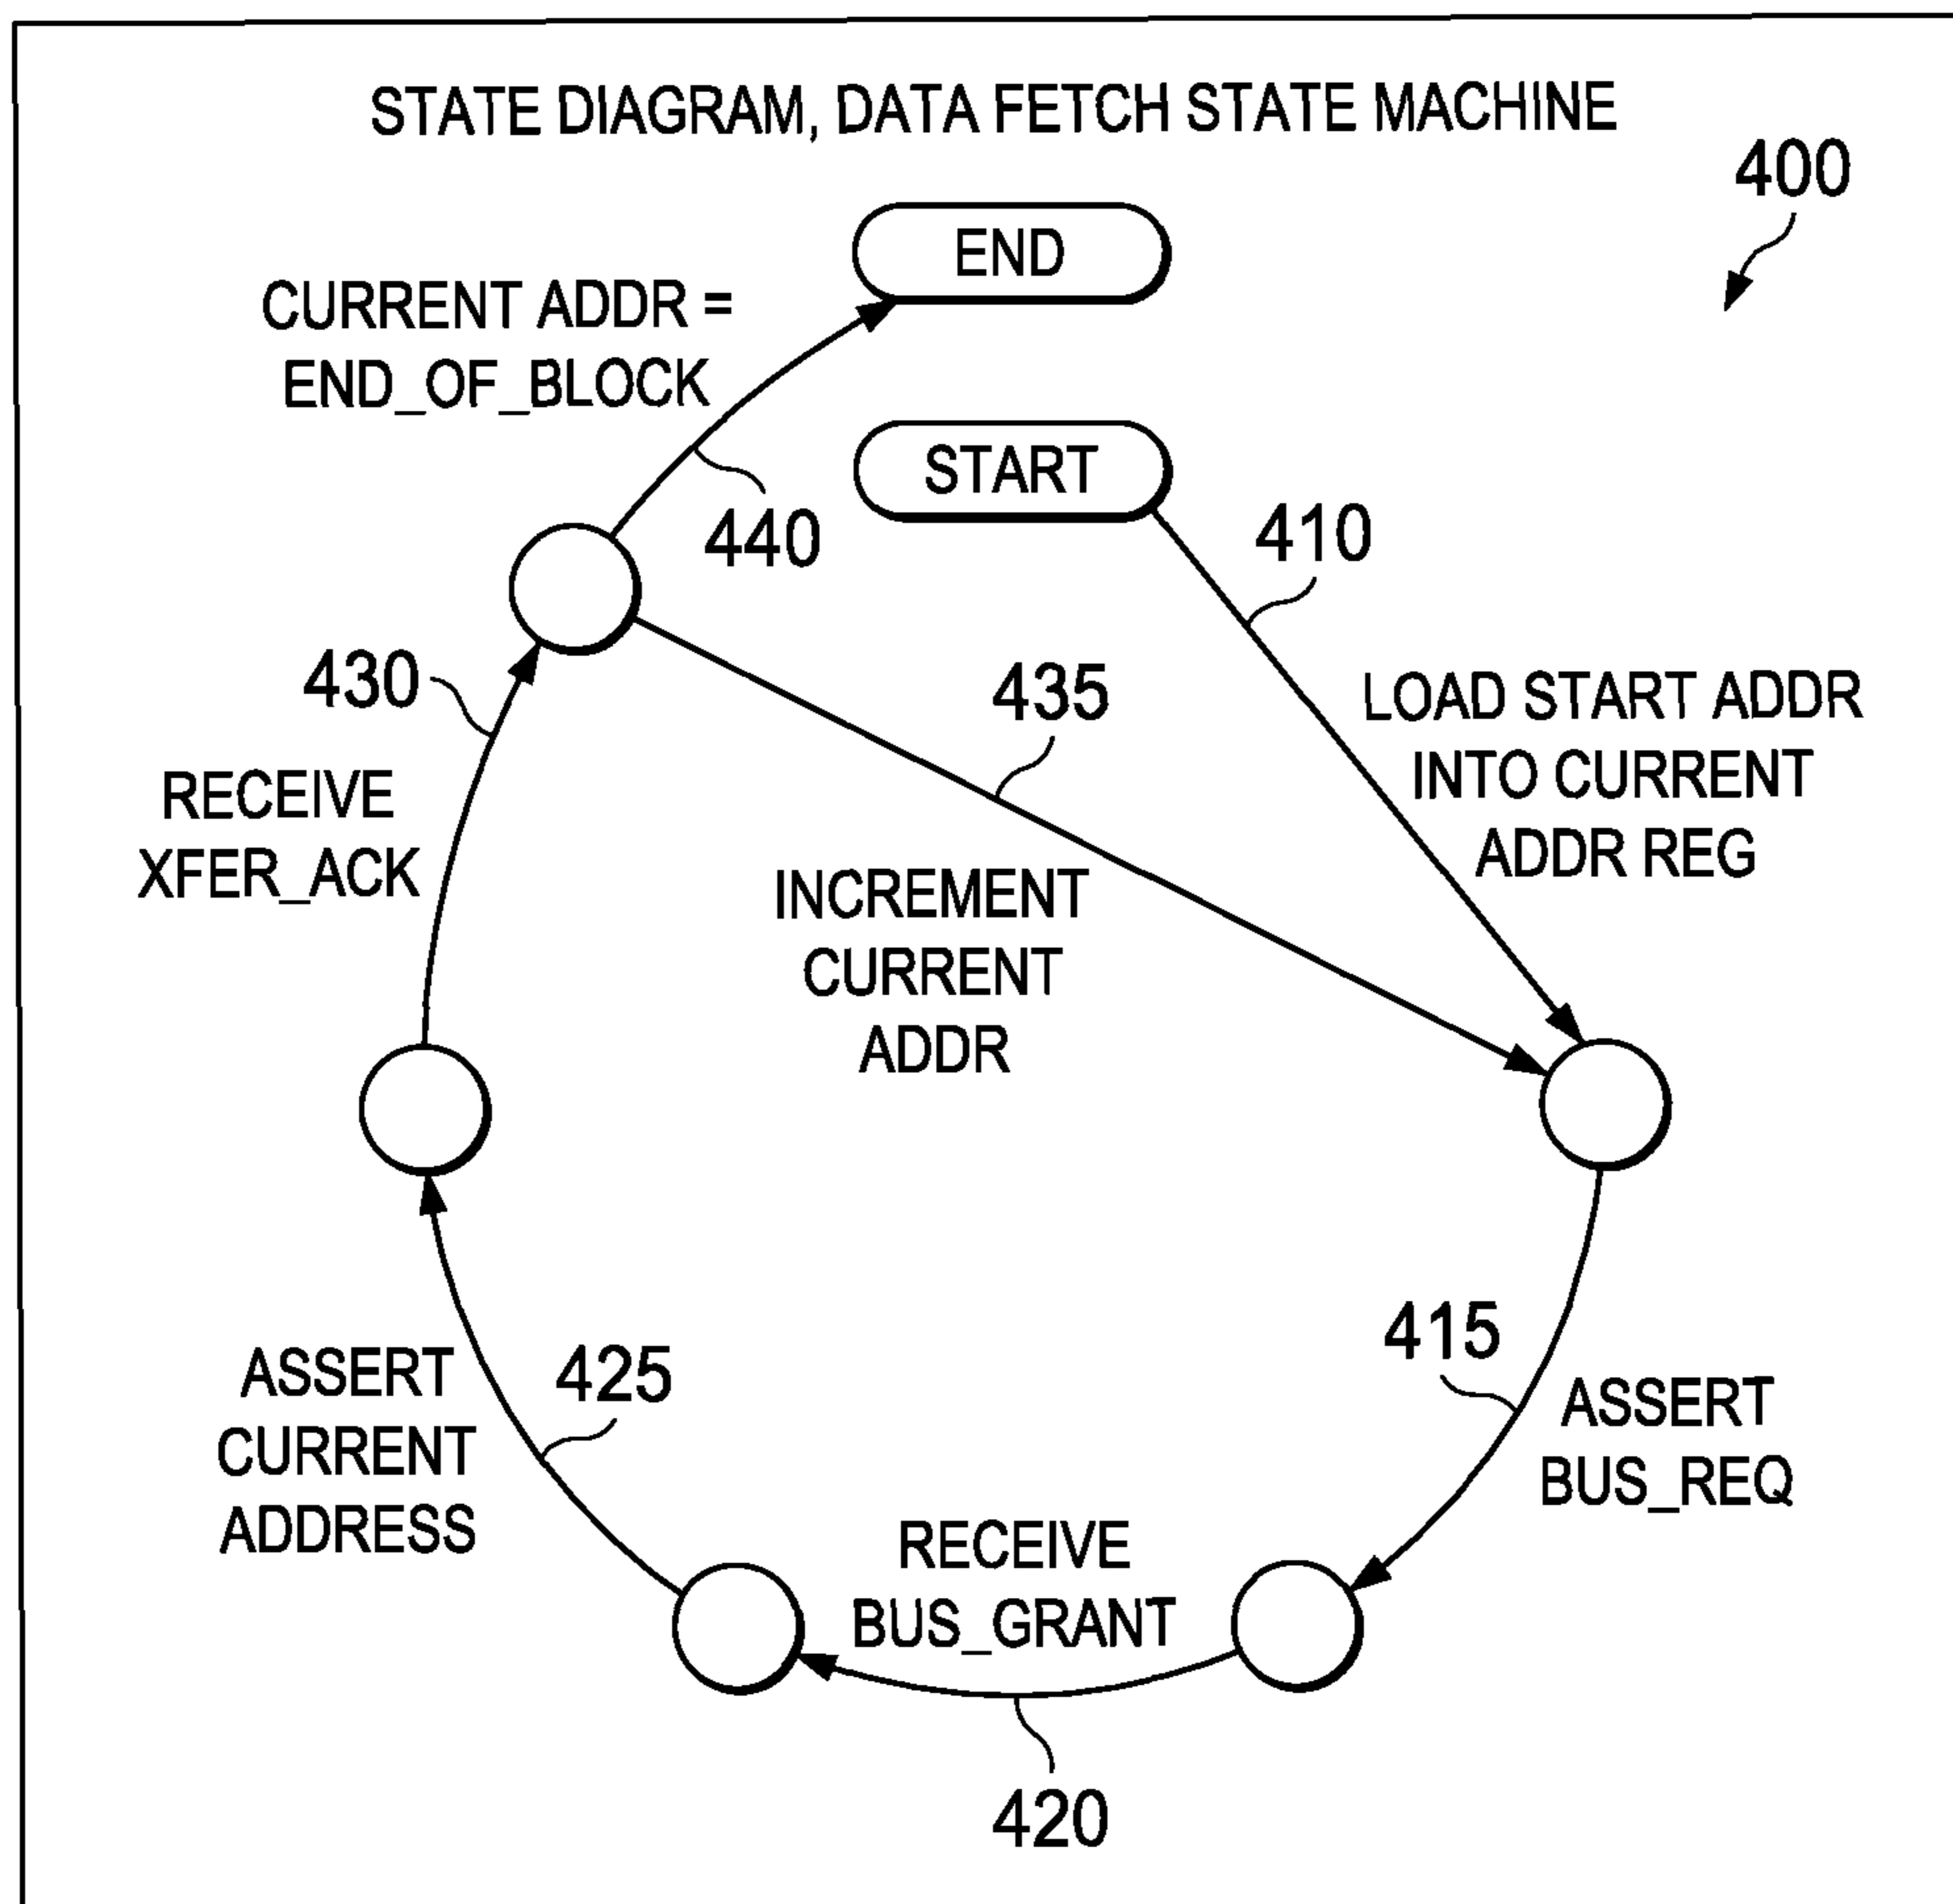 STATE DIAGRAM, DATA FETCH STATE MACHINE
400
END
CURRENT ADDR =
END_OF_BLOCK
START
440
410
430
435
LOAD START ADDR
INTO CURRENT
ADDR REG
RECEIVE
XFER_ACK
INCREMENT
CURRENT
ADDR
415
ASSERT
BUS_REQ
425
ASSERT
CURRENT
ADDRESS
RECEIVE
BUS_GRANT
420